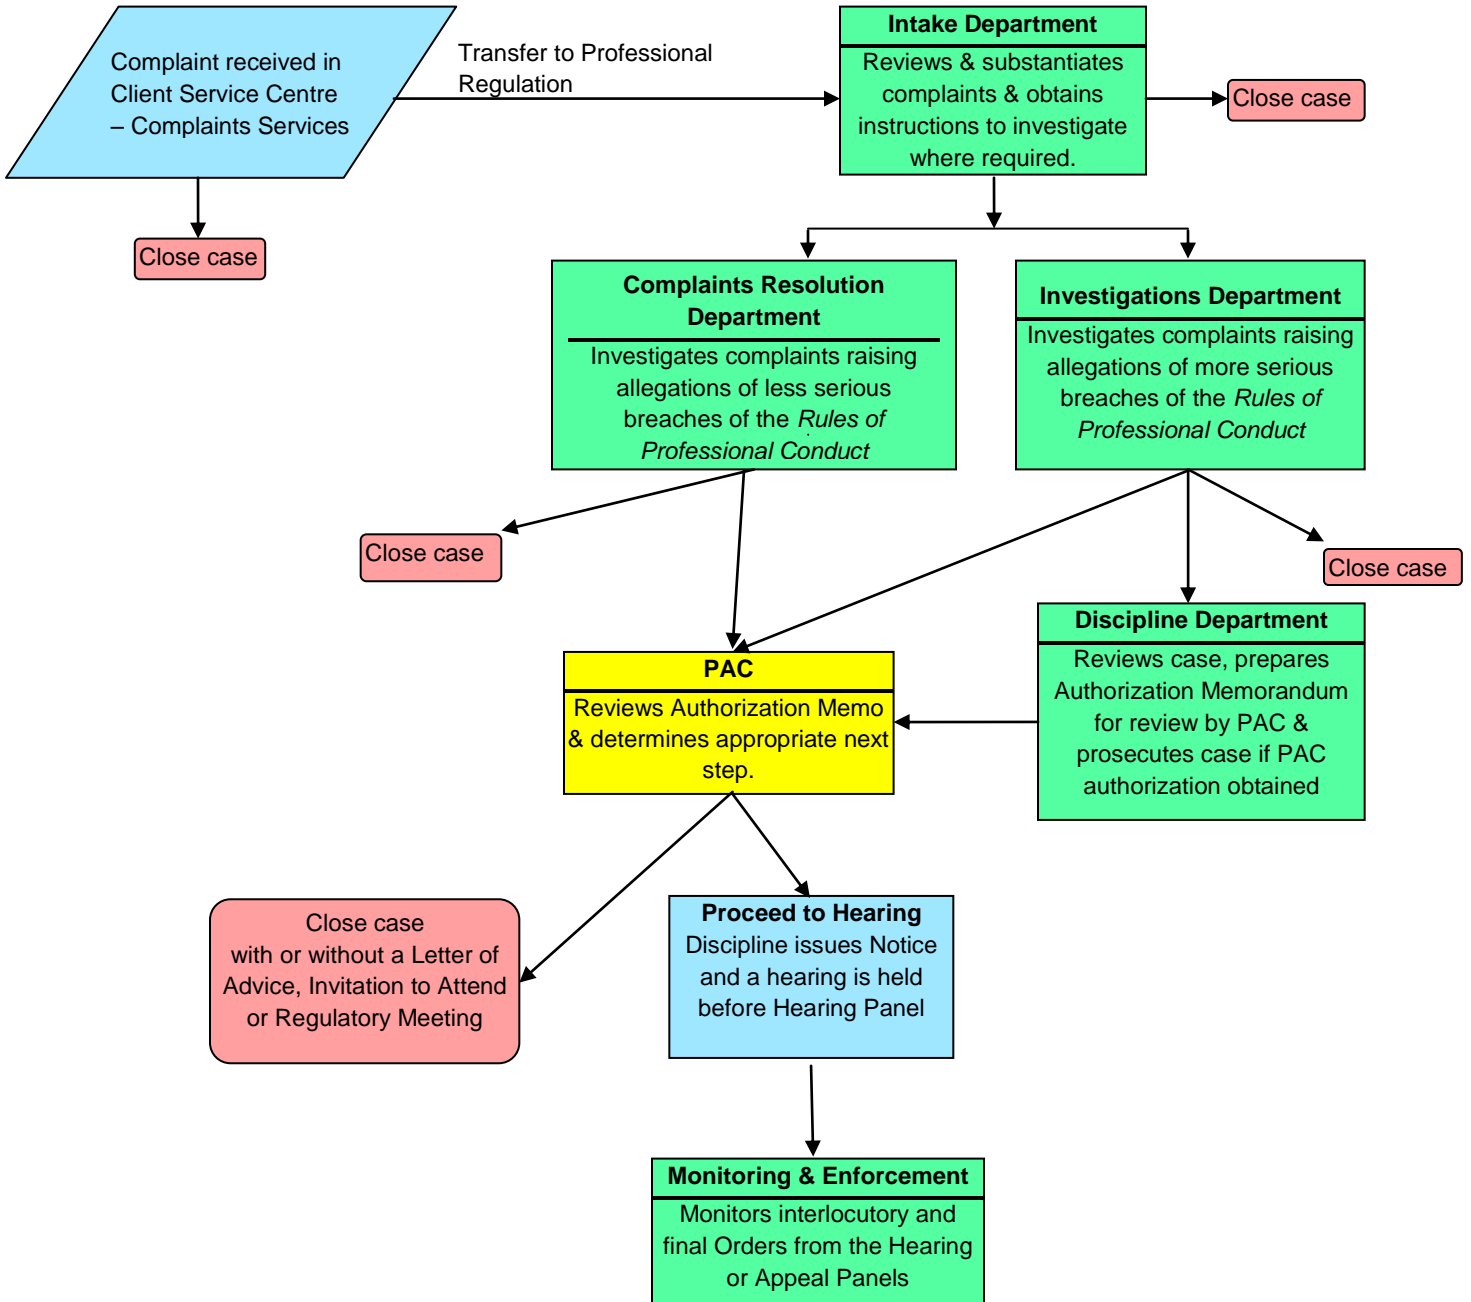 Complaint received in
Client Service Centre
– Complaints Services
Transfer to Professional
Regulation
Intake Department
Reviews & substantiates
complaints & obtains
instructions to investigate
where required.
Close case
Close case
Complaints Resolution
Department
Investigates complaints raising
allegations of less serious
breaches of the Rules of
Professional Conduct
Investigations Department
Investigates complaints raising
allegations of more serious
breaches of the Rules of
Professional Conduct
Close case
Close case
Discipline Department
Reviews case, prepares
Authorization Memorandum
for review by PAC &
prosecutes case if PAC
authorization obtained
PAC
Reviews Authorization Memo
& determines appropriate next
step.
Close case
with or without a Letter of
Advice, Invitation to Attend
or Regulatory Meeting
Proceed to Hearing
Discipline issues Notice
and a hearing is held
before Hearing Panel
Monitoring & Enforcement
Monitors interlocutory and
final Orders from the Hearing
or Appeal Panels